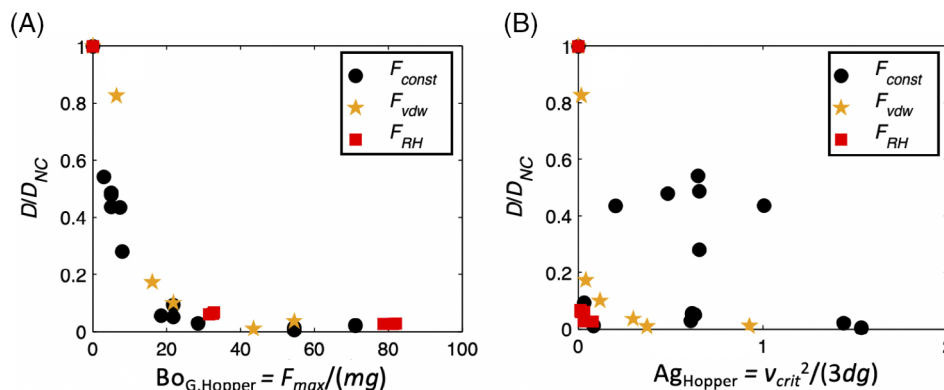 (A)
1
0.8
0.6
0.4
0.2
0
D/D_NC
F_const
F_vdw
F_RH
0 20 40 60 80 100
Bo_G,Hopper = F_max/(mg)
(B)
1
0.8
0.6
0.4
0.2
0
D/D_NC
F_const
F_vdw
F_RH
0 1 2
Ag_Hopper = v_crit²/(3dg)